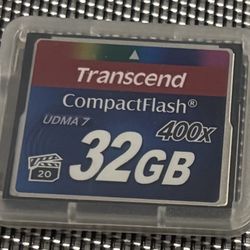 Transcend
CompactFlash®
UDMA 7
400x
32GB
20